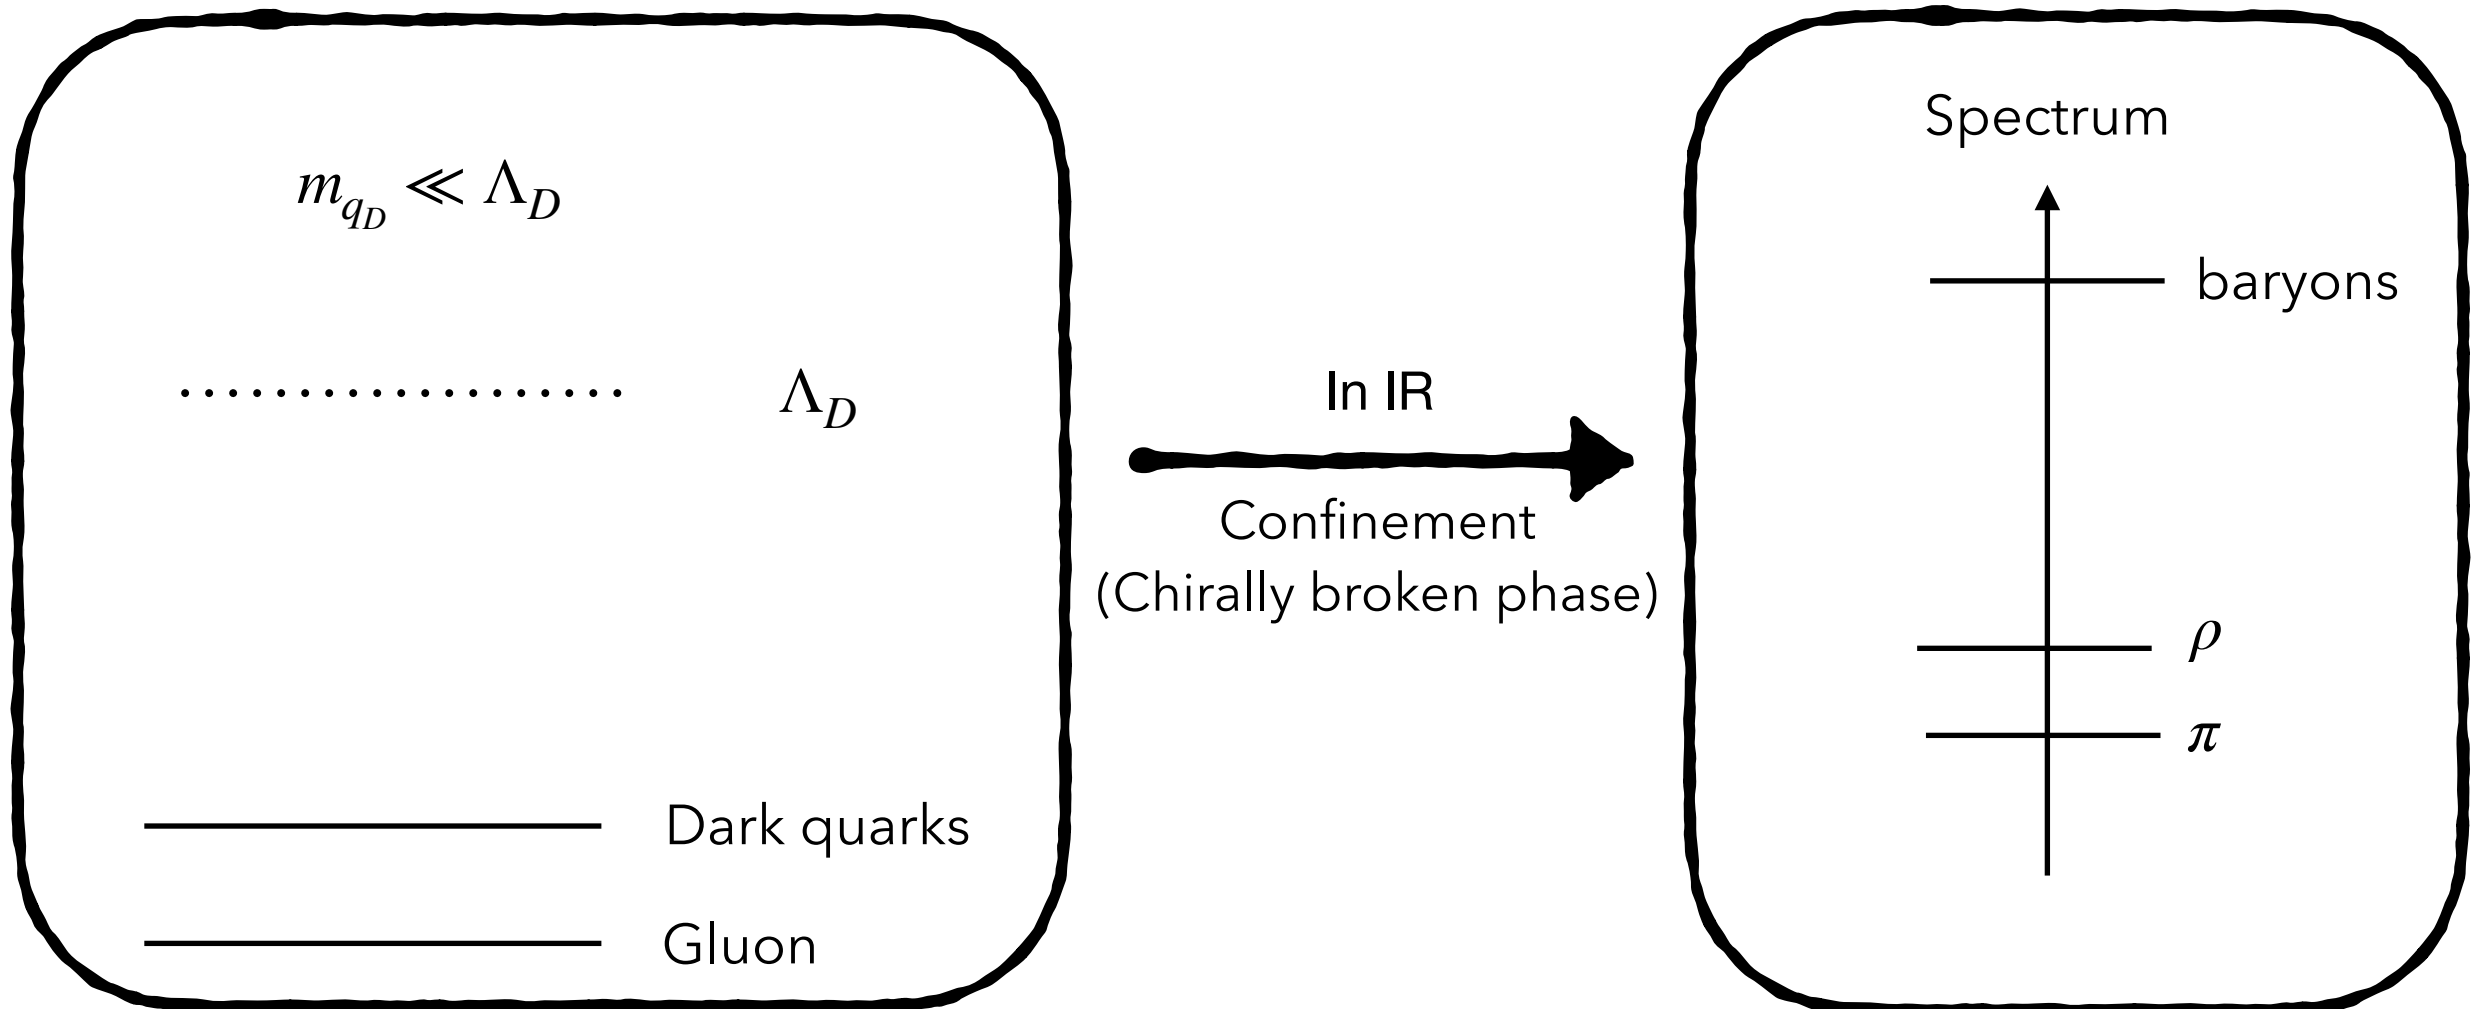 m_{q_D} ≪ Λ_D
Λ_D
Dark quarks
Gluon
In IR
Confinement
(Chirally broken phase)
Spectrum
baryons
ρ
π